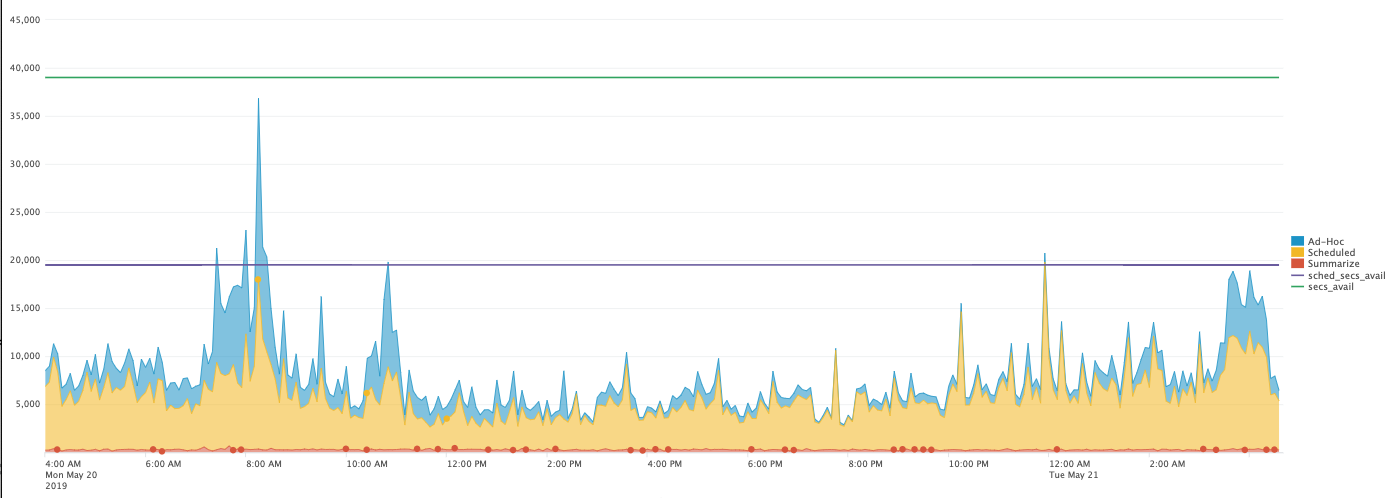 45,000
40,000
35,000
30,000
25,000
20,000
15,000
10,000
5,000
4:00 AM 6:00 AM 8:00 AM 10:00 AM 12:00 PM 2:00 PM 4:00 PM 6:00 PM 8:00 PM 10:00 PM 12:00 AM 2:00 AM
Mon May 20 Tue May 21
2019
Ad-Hoc
Scheduled
Summarize
sched_secs_avail
secs_avail